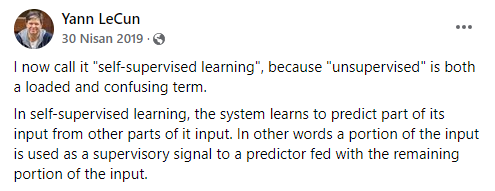 Yann LeCun
30 Nisan 2019 ·
I now call it "self-supervised learning", because "unsupervised" is both
a loaded and confusing term.
In self-supervised learning, the system learns to predict part of its
input from other parts of it input. In other words a portion of the input
is used as a supervisory signal to a predictor fed with the remaining
portion of the input.